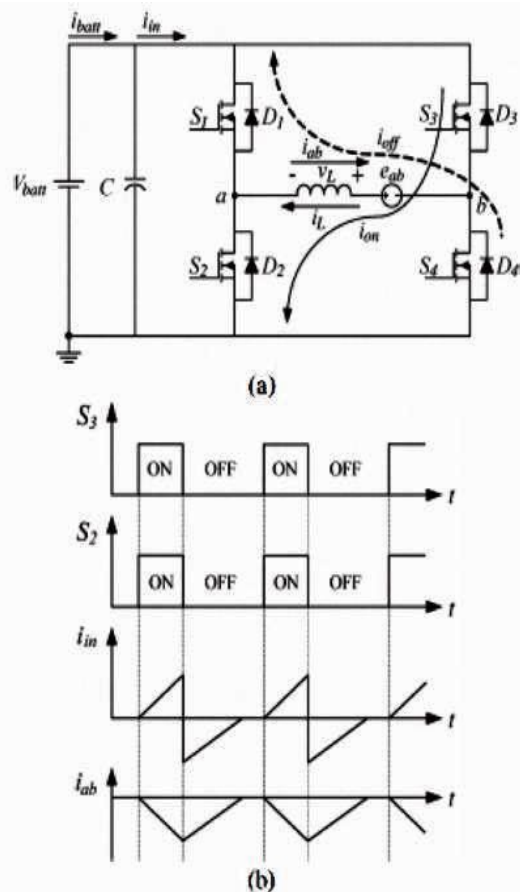 i_batt i_in
S_1 D_1 S_3 D_3
i_ab i_off
- v_L + e_ab
V_batt C a b
i_L i_on
S_2 D_2 S_4 D_4
(a)
S_3
ON OFF ON OFF
t
S_2
ON OFF ON OFF
t
i_in
t
i_ab
t
(b)